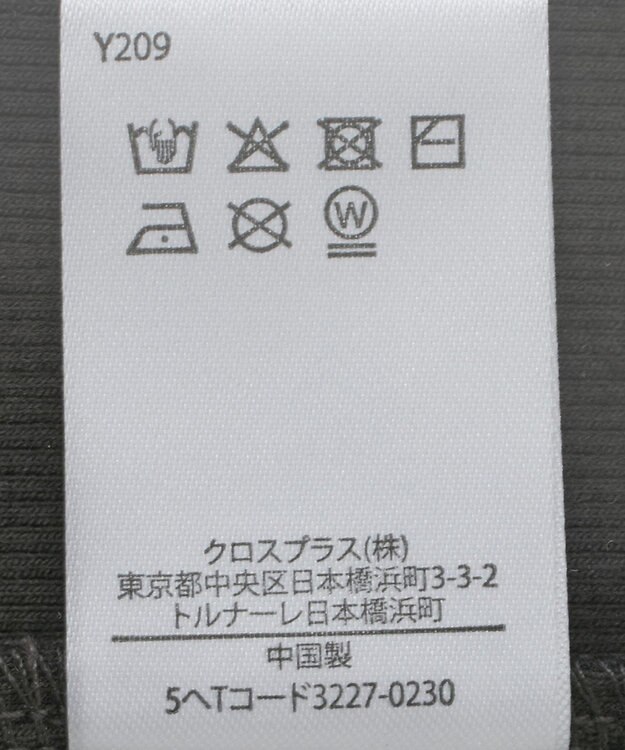 Y209
W
クロスプラス(株)
東京都中央区日本橋浜町3-3-2
トルナーレ日本橋浜町
中国製
5ヘTコード3227-0230